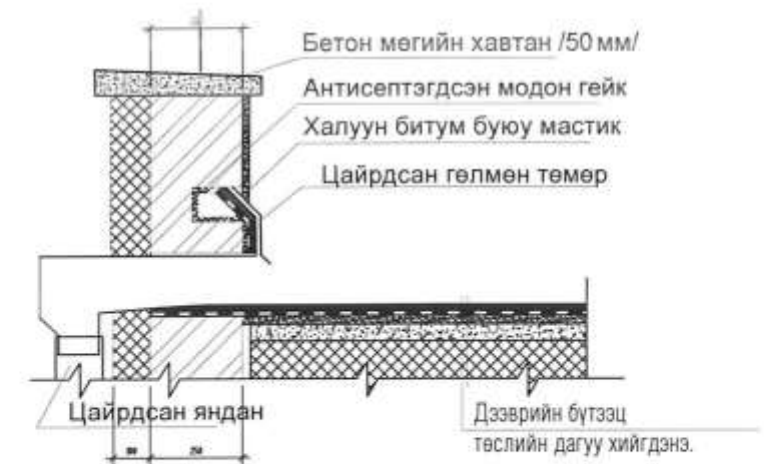 Бетон мөгийн хавтан /50 мм/
Антисептэгдсэн модон гейк
Халуун битум буюу мастик
Цайрдсан гөлмөн төмөр
Цайрдсан яндан
Дээврийн бүтээц
төслийн дагуу хийгдэнэ.
250